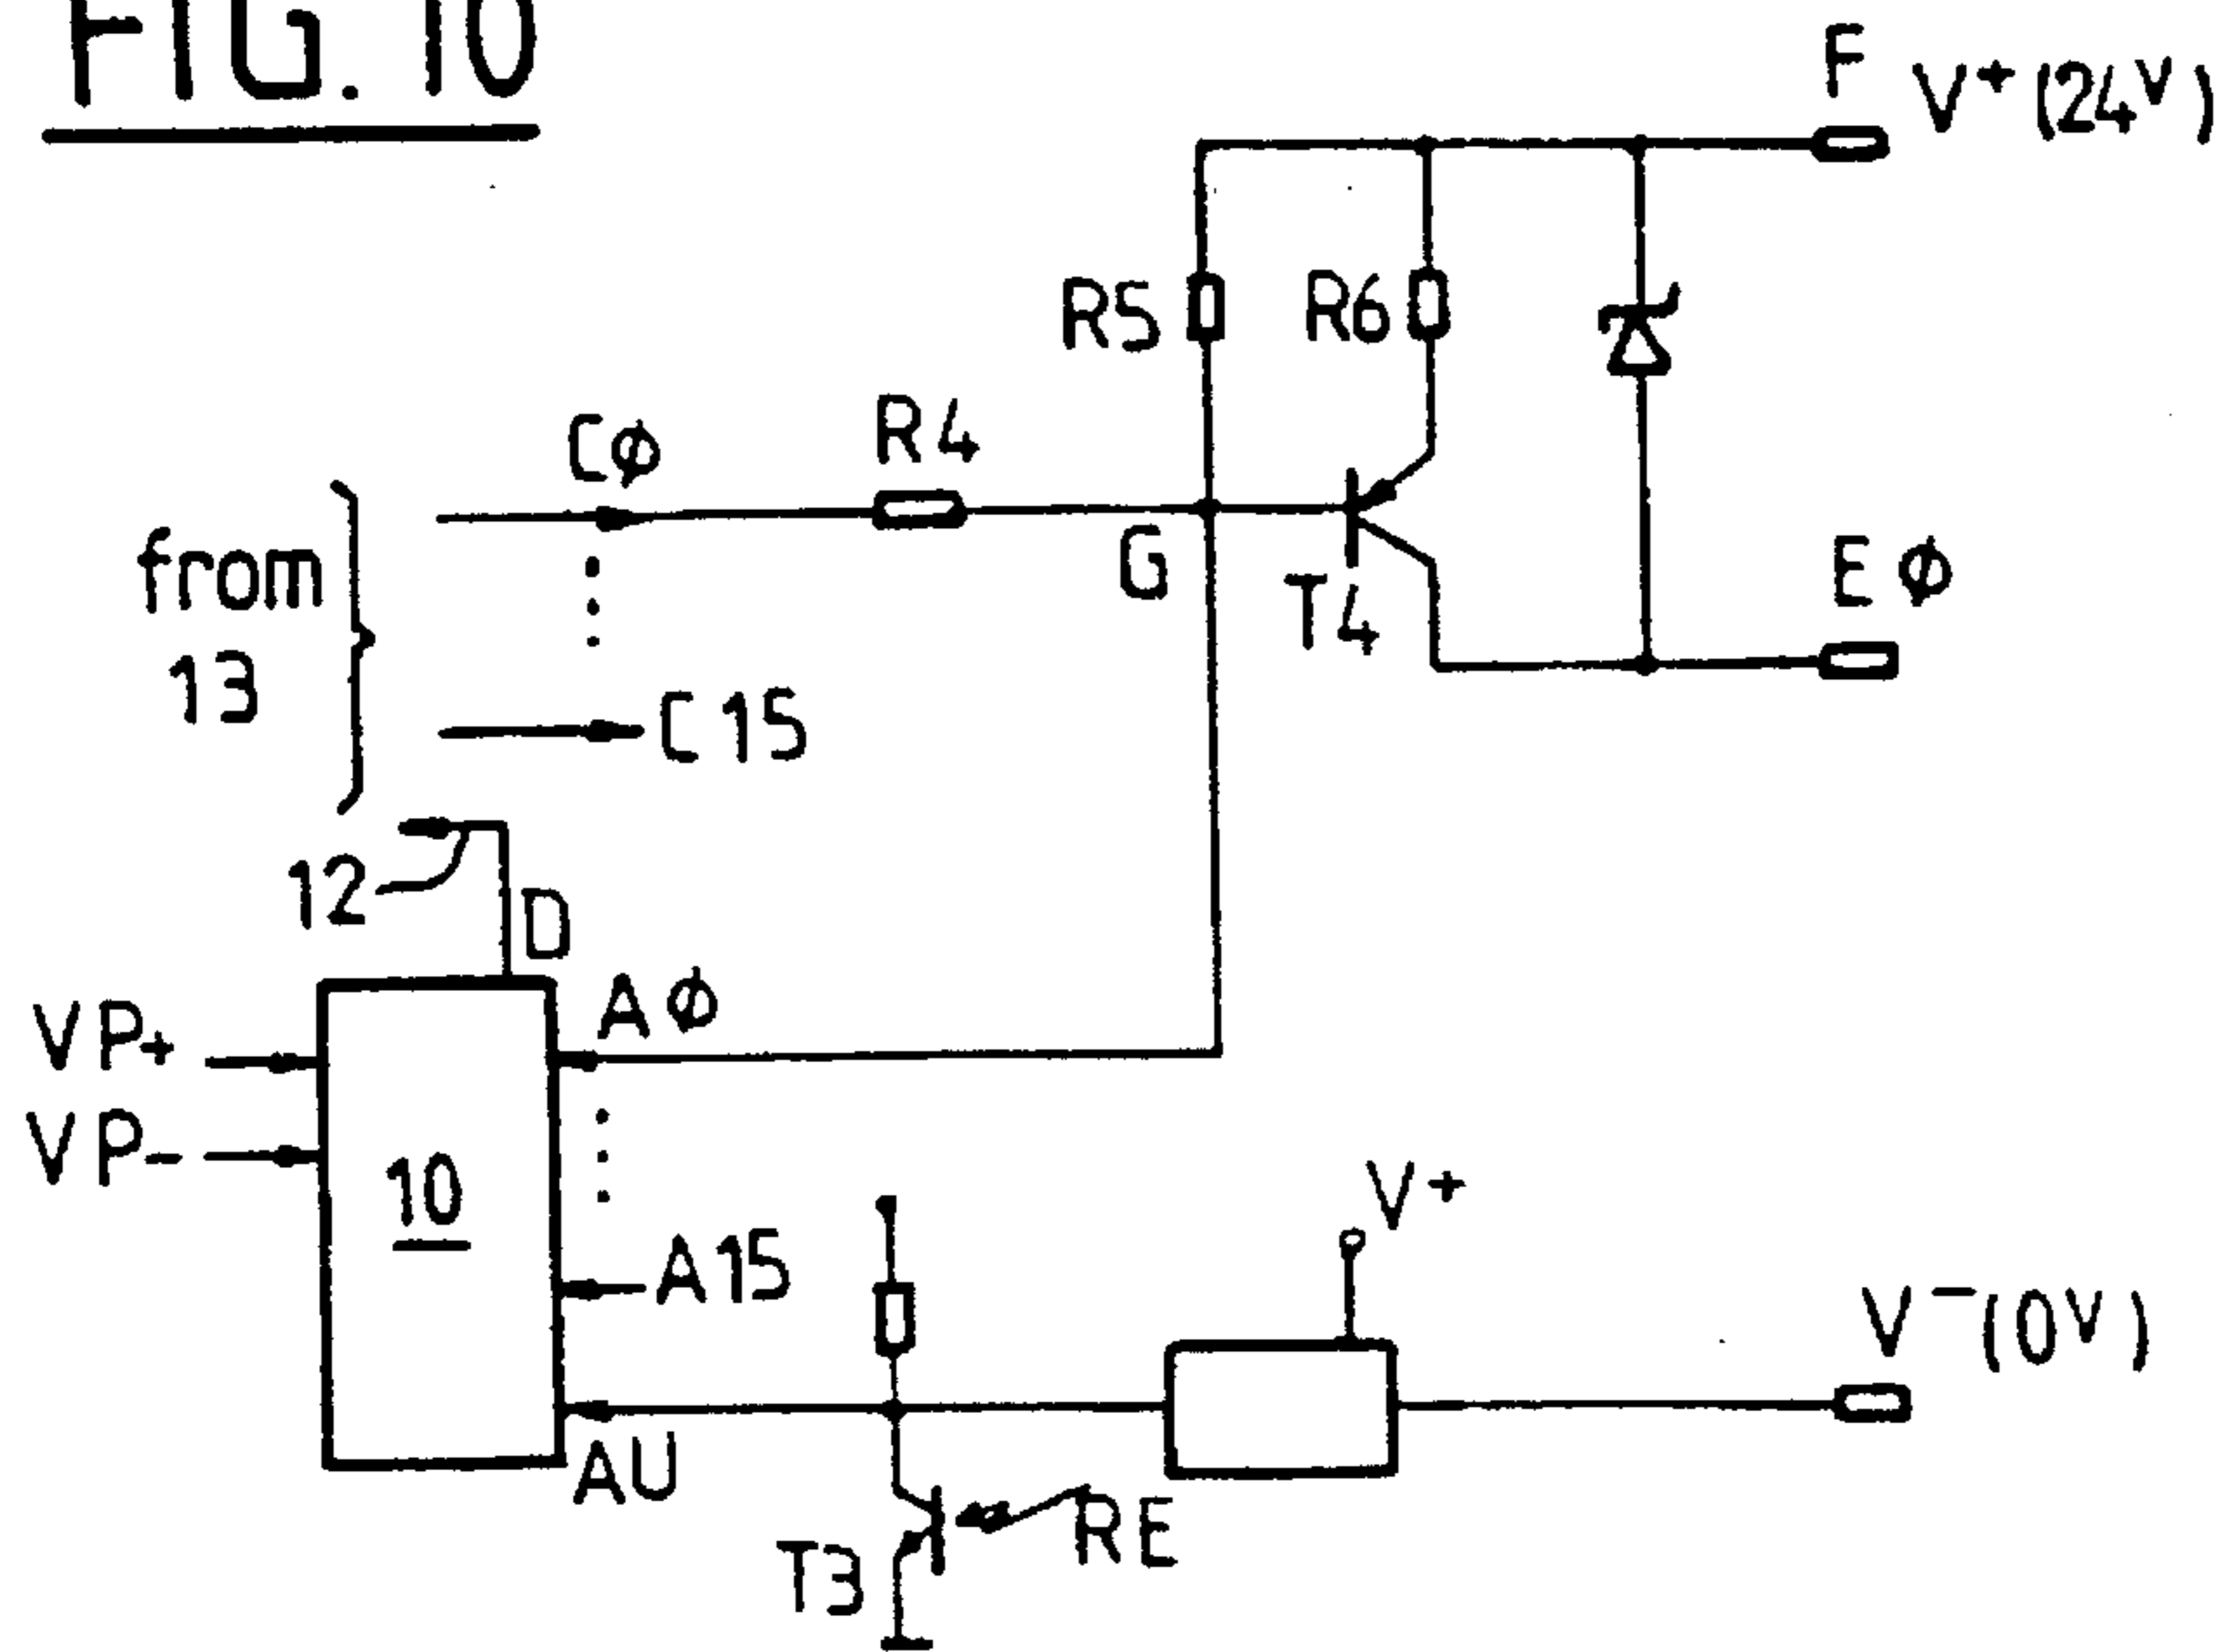 FIG. 10
F V+ (24V)
R5
R6
Cφ
R4
from
13
G
T4
Eφ
C15
12
D
Aφ
VP+
VP-
10
V+
A15
V- (0V)
AU
RE
T3